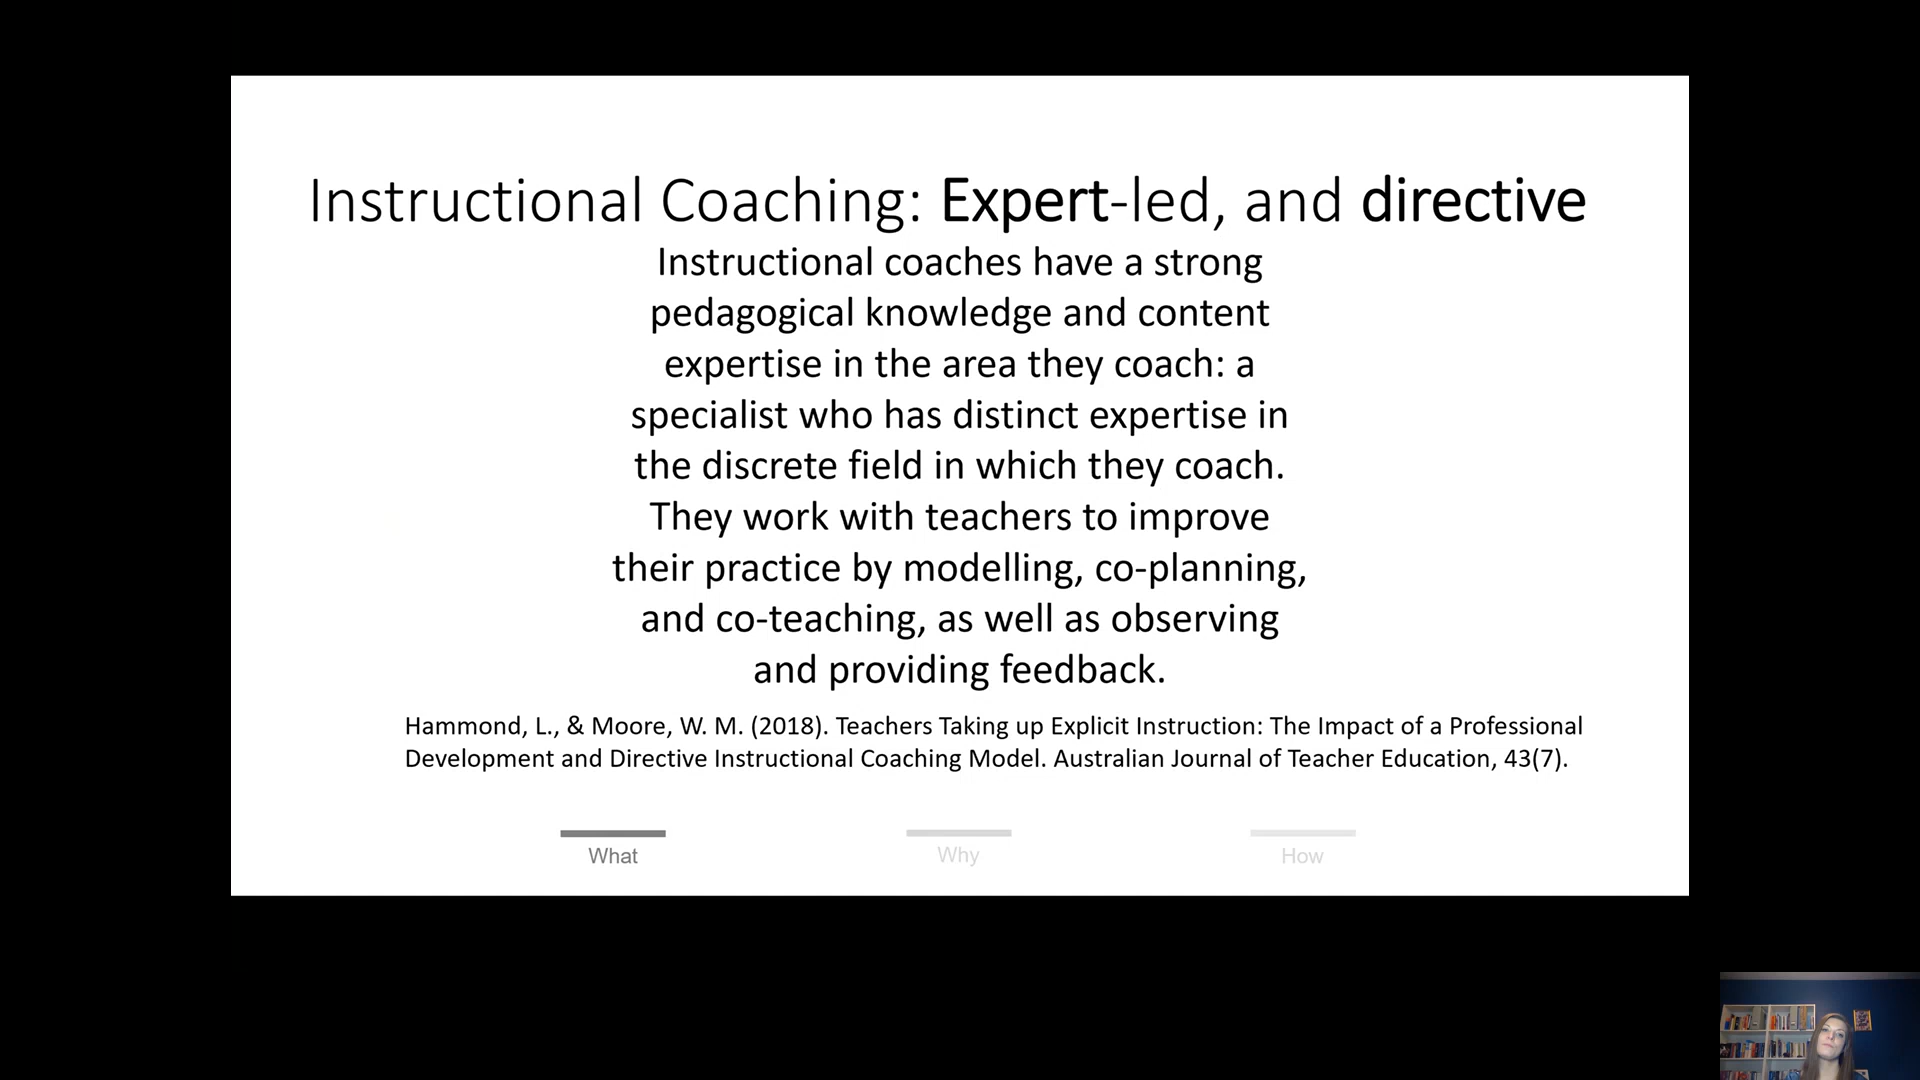 Instructional Coaching: Expert-led, and directive
Instructional coaches have a strong
pedagogical knowledge and content
expertise in the area they coach: a
specialist who has distinct expertise in
the discrete field in which they coach.
They work with teachers to improve
their practice by modelling, co-planning,
and co-teaching, as well as observing
and providing feedback.
Hammond, L., & Moore, W. M. (2018). Teachers Taking up Explicit Instruction: The Impact of a Professional
Development and Directive Instructional Coaching Model. Australian Journal of Teacher Education, 43(7).
What
Why
How